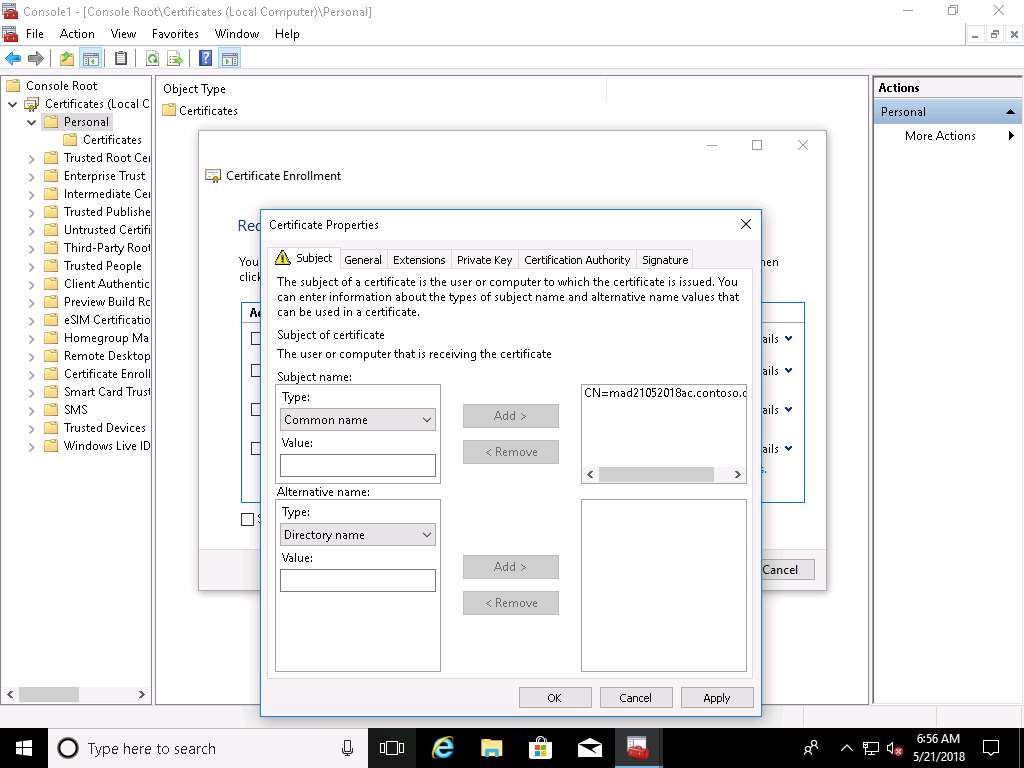 Console1 - [Console Root\Certificates (Local Computer)\Personal]
File Action View Favorites Window Help
Console Root
Certificates (Local C
Personal
Certificates
Trusted Root Cer
Enterprise Trust
Intermediate Cer
Trusted Publishe
Untrusted Certifi
Third-Party Root
Trusted People
Client Authentic
Preview Build Ro
eSIM Certificatio
Homegroup Ma
Remote Desktop
Certificate Enroll
Smart Card Trust
SMS
Trusted Devices
Windows Live ID
Object Type
Certificates
Actions
Personal
More Actions
Certificate Enrollment
Rec
You
click
hen
Ac
ails
ails
ails
ails
s.
Cancel
Certificate Properties
Subject General Extensions Private Key Certification Authority Signature
The subject of a certificate is the user or computer to which the certificate is issued. You
can enter information about the types of subject name and alternative name values that
can be used in a certificate.
Subject of certificate
The user or computer that is receiving the certificate
Subject name:
Type:
Common name
Value:
Add >
< Remove
CN=mad21052018ac.contoso.c
Alternative name:
Type:
Directory name
Value:
Add >
< Remove
OK Cancel Apply
Type here to search
6:56 AM
5/21/2018